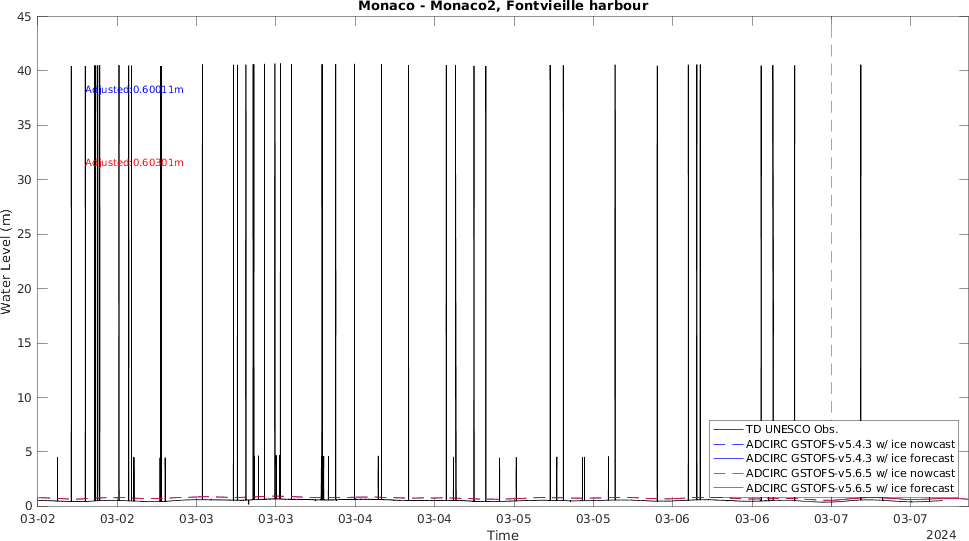 Monaco - Monaco2, Fontvieille harbour
45
40
35
30
25
20
15
10
5
0
Water Level (m)
Adjusted:0.60011m
Adjusted:0.60301m
TD UNESCO Obs.
ADCIRC GSTOFS-v5.4.3 w/ ice nowcast
ADCIRC GSTOFS-v5.4.3 w/ ice forecast
ADCIRC GSTOFS-v5.6.5 w/ ice nowcast
ADCIRC GSTOFS-v5.6.5 w/ ice forecast
03-02 03-02 03-03 03-03 03-04 03-04 03-05 03-05 03-06 03-06 03-07 03-07
Time
2024